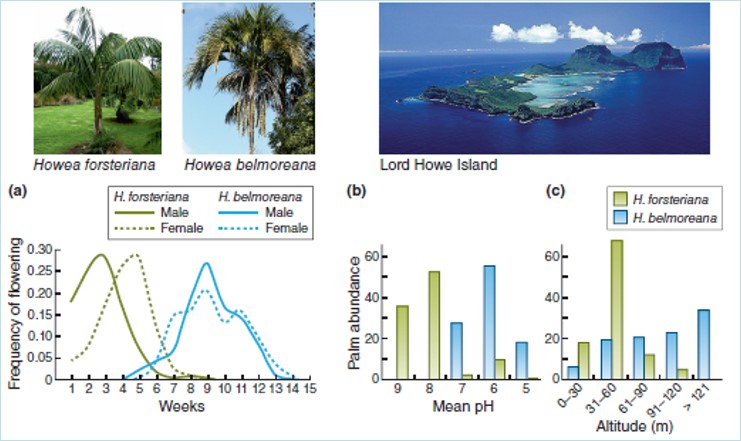 Howea forsteriana
Howea belmoreana
Lord Howe Island
(a)
H. forsteriana
H. belmoreana
Male
Male
Female
Female
Frequency of flowering
0.30
0.25
0.20
0.15
0.10
0.05
0
1 2 3 4 5 6 7 8 9 10 11 12 13 14 15
Weeks
(b)
Palm abundance
60
40
20
0
9 8 7 6 5
Mean pH
(c)
H. forsteriana
H. belmoreana
60
40
20
0
0–30 31–60 61–90 91–120 > 121
Altitude (m)